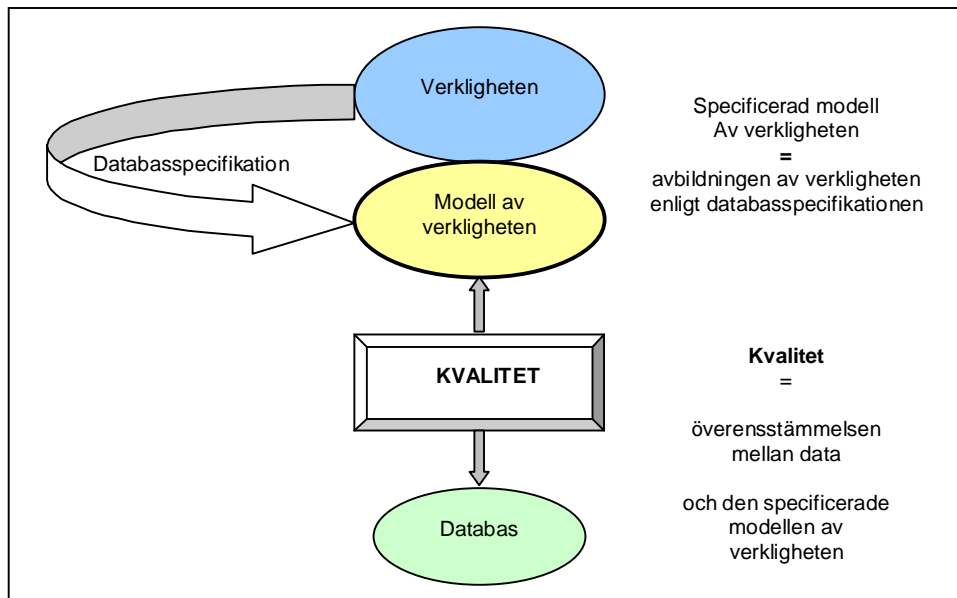 Verkligheten
Databasspecifikation
Modell av
verkligheten
Specificerad modell
Av verkligheten
=
avbildningen av verkligheten
enligt databasspecifikationen
KVALITET
Kvalitet
=
överensstämmelsen
mellan data
och den specificerade
modellen av
verkligheten
Databas